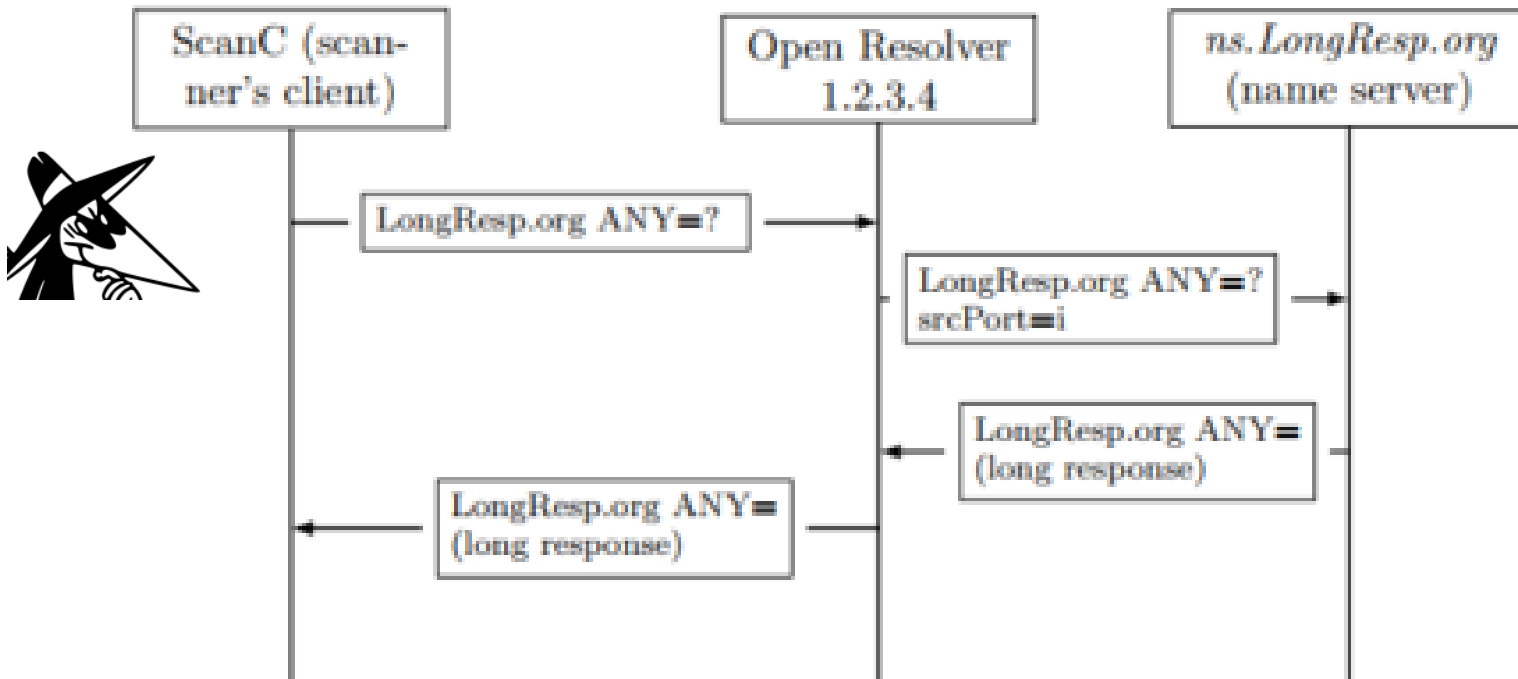 ScanC (scan-
ner's client)
Open Resolver
1.2.3.4
ns.LongResp.org
(name server)
LongResp.org ANY=?
LongResp.org ANY=?
srcPort=i
LongResp.org ANY=
(long response)
LongResp.org ANY=
(long response)